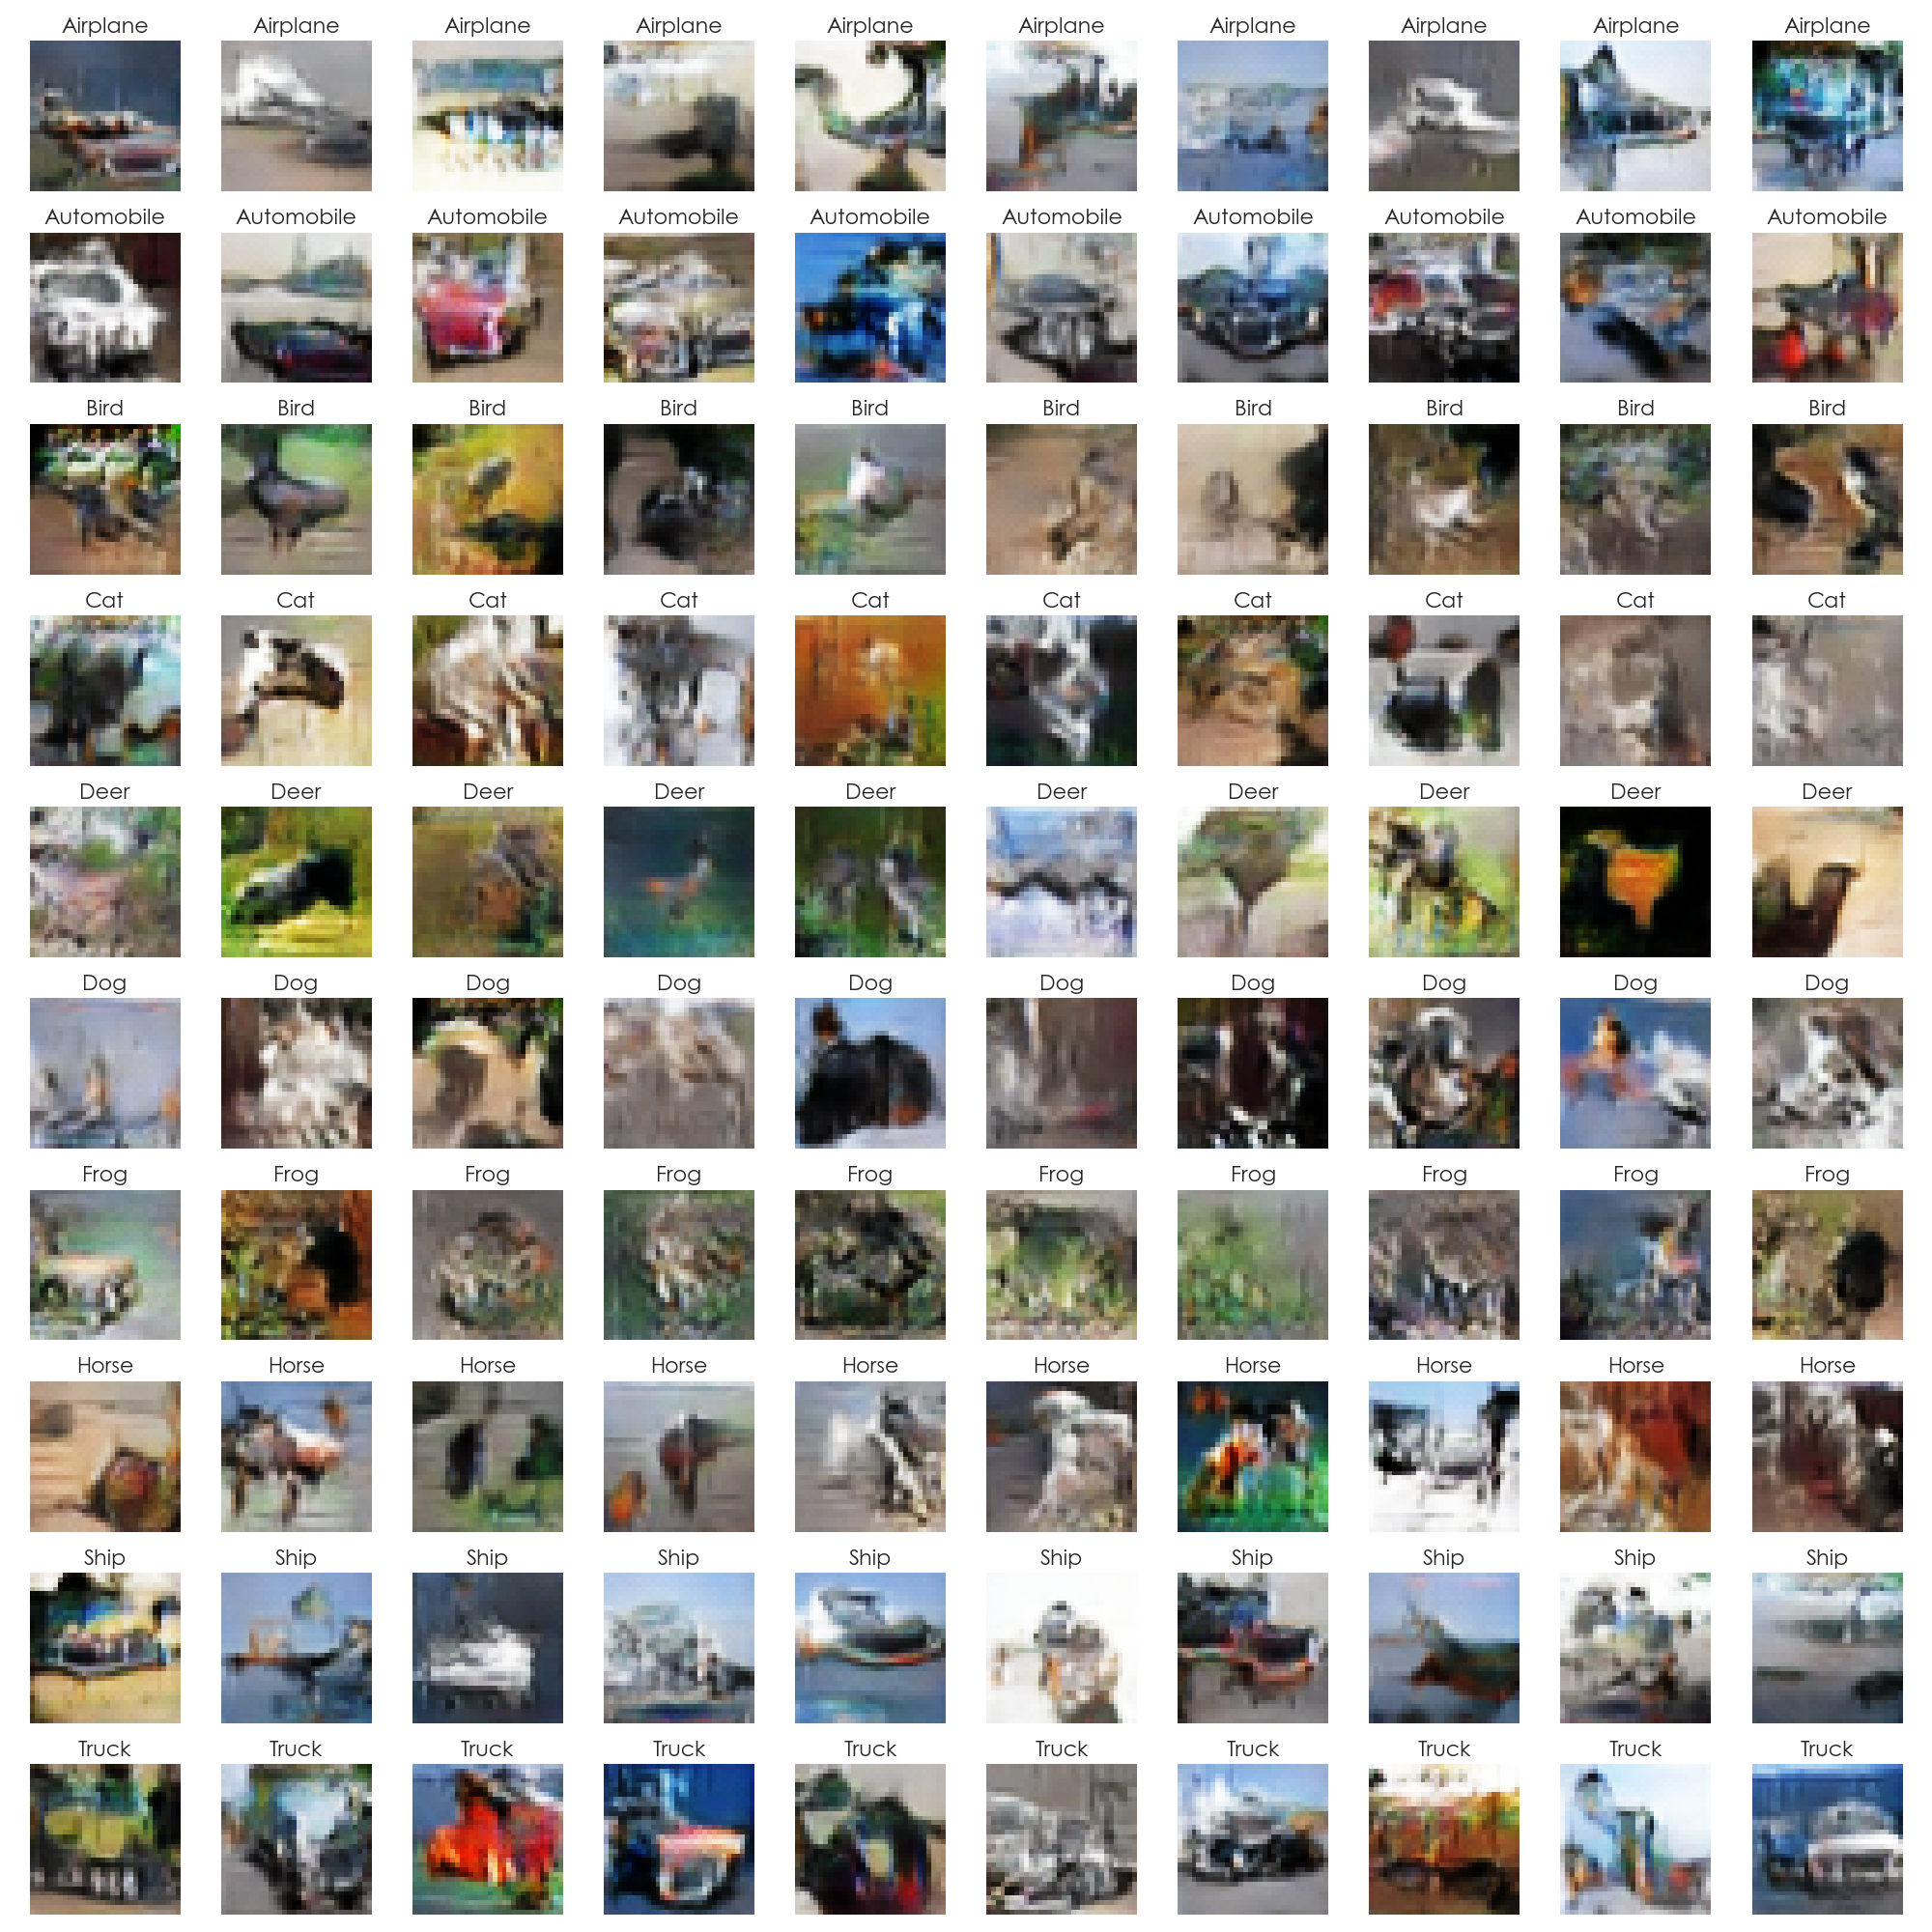 Airplane Airplane Airplane Airplane Airplane Airplane Airplane Airplane Airplane Airplane
Automobile Automobile Automobile Automobile Automobile Automobile Automobile Automobile Automobile Automobile
Bird Bird Bird Bird Bird Bird Bird Bird Bird Bird
Cat Cat Cat Cat Cat Cat Cat Cat Cat Cat
Deer Deer Deer Deer Deer Deer Deer Deer Deer Deer
Dog Dog Dog Dog Dog Dog Dog Dog Dog Dog
Frog Frog Frog Frog Frog Frog Frog Frog Frog Frog
Horse Horse Horse Horse Horse Horse Horse Horse Horse Horse
Ship Ship Ship Ship Ship Ship Ship Ship Ship Ship
Truck Truck Truck Truck Truck Truck Truck Truck Truck Truck